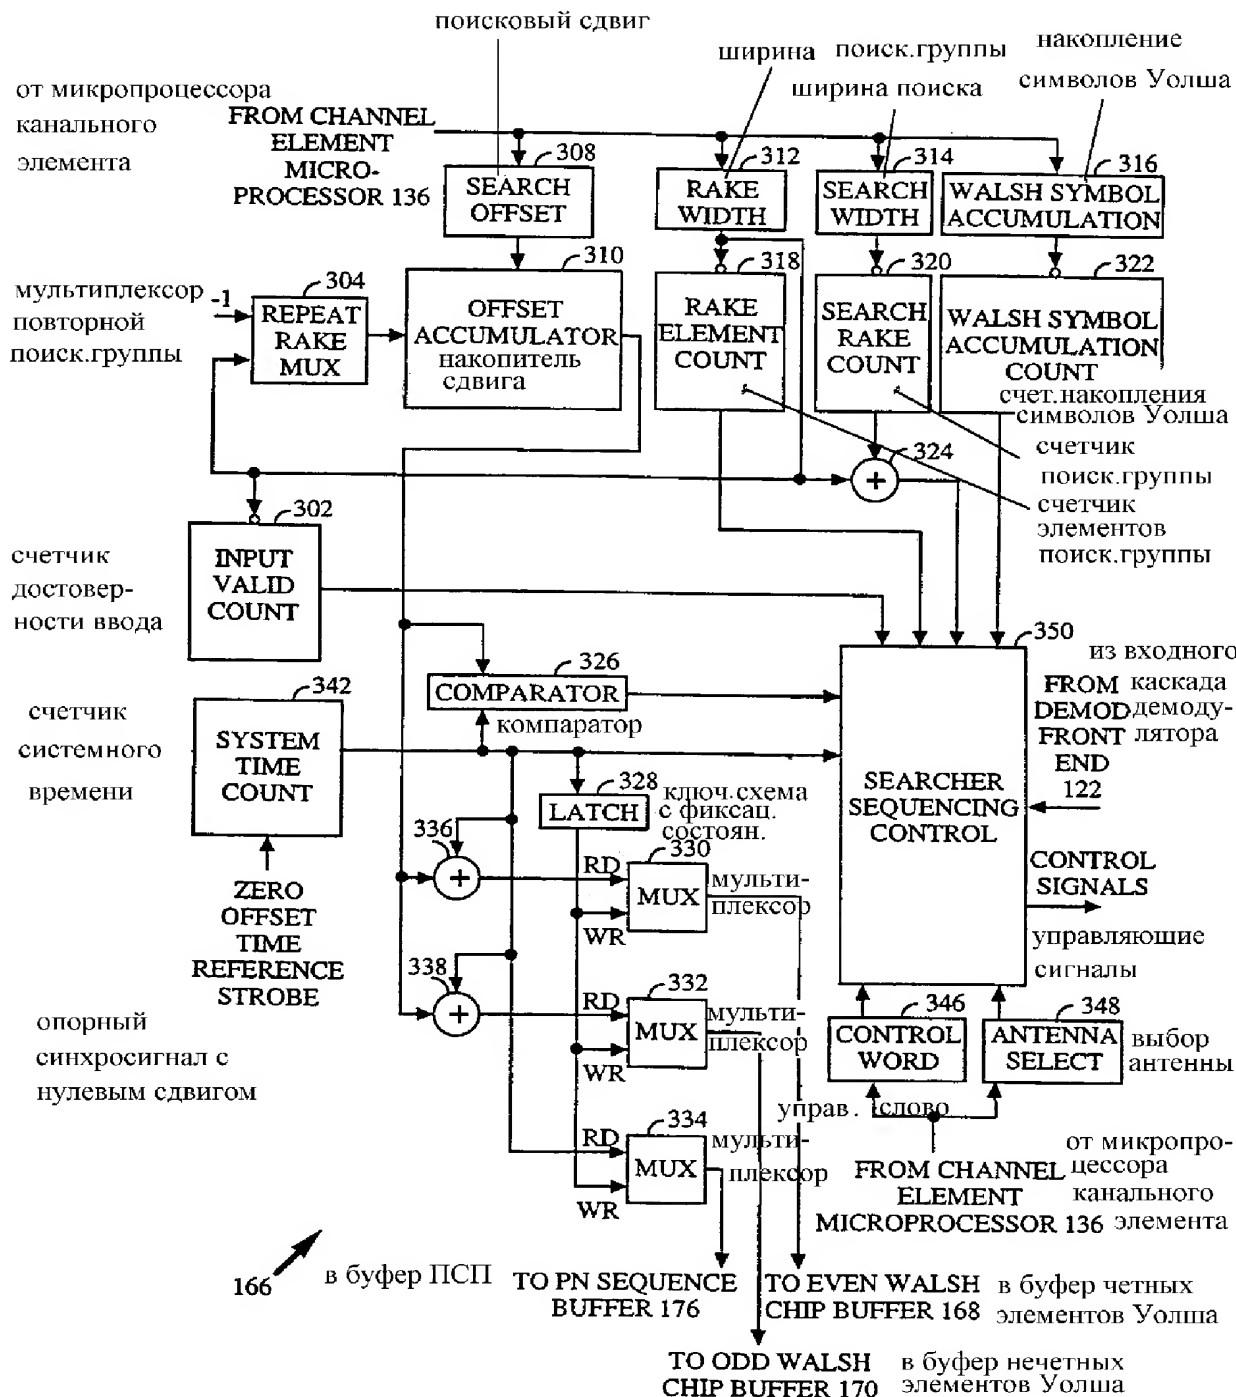 поисковый сдвиг
ширина
поиск.группы
накопление
от микропроцессора
ширина поиска
символов Уолша
канального
FROM CHANNEL
элемента
ELEMENT
MICRO-
PROCESSOR 136
308
312
314
316
SEARCH
OFFSET
RAKE
WIDTH
SEARCH
WIDTH
WALSH SYMBOL
ACCUMULATION
310
318
320
322
мультиплексор
повторной
поиск.группы
-1
304
REPEAT
RAKE
MUX
OFFSET
ACCUMULATOR
накопитель
сдвига
RAKE
ELEMENT
COUNT
SEARCH
RAKE
COUNT
WALSH SYMBOL
ACCUMULATION
COUNT
счет.накопления
символов Уолша
324
+
счетчик
поиск.группы
счетчик
элементов
поиск.группы
302
счетчик
достовер-
ности ввода
INPUT
VALID
COUNT
350
326
COMPARATOR
компаратор
из входного
каскада
демоду-
лятора
FROM
DEMOD
FRONT
END
122
342
счетчик
системного
времени
SYSTEM
TIME
COUNT
SEARCHER
SEQUENCING
CONTROL
328
LATCH
ключ.схема
с фиксац.
состоян.
336
+
RD
330
MUX
WR
мульти-
плексор
CONTROL
SIGNALS
управляющие
сигналы
ZERO
OFFSET
TIME
REFERENCE
STROBE
338
+
RD
332
MUX
WR
мульти-
плексор
346
CONTROL
WORD
348
ANTENNA
SELECT
выбор
антенны
опорный
синхросигнал с
нулевым сдвигом
управ. слово
RD
334
MUX
WR
мульти-
плексор
FROM CHANNEL
ELEMENT
MICROPROCESSOR 136
от микропро-
цессора
канального
элемента
166
в буфер ПСП
TO PN SEQUENCE
BUFFER 176
TO EVEN WALSH
CHIP BUFFER 168
в буфер четных
элементов Уолша
TO ODD WALSH
CHIP BUFFER 170
в буфер нечетных
элементов Уолша